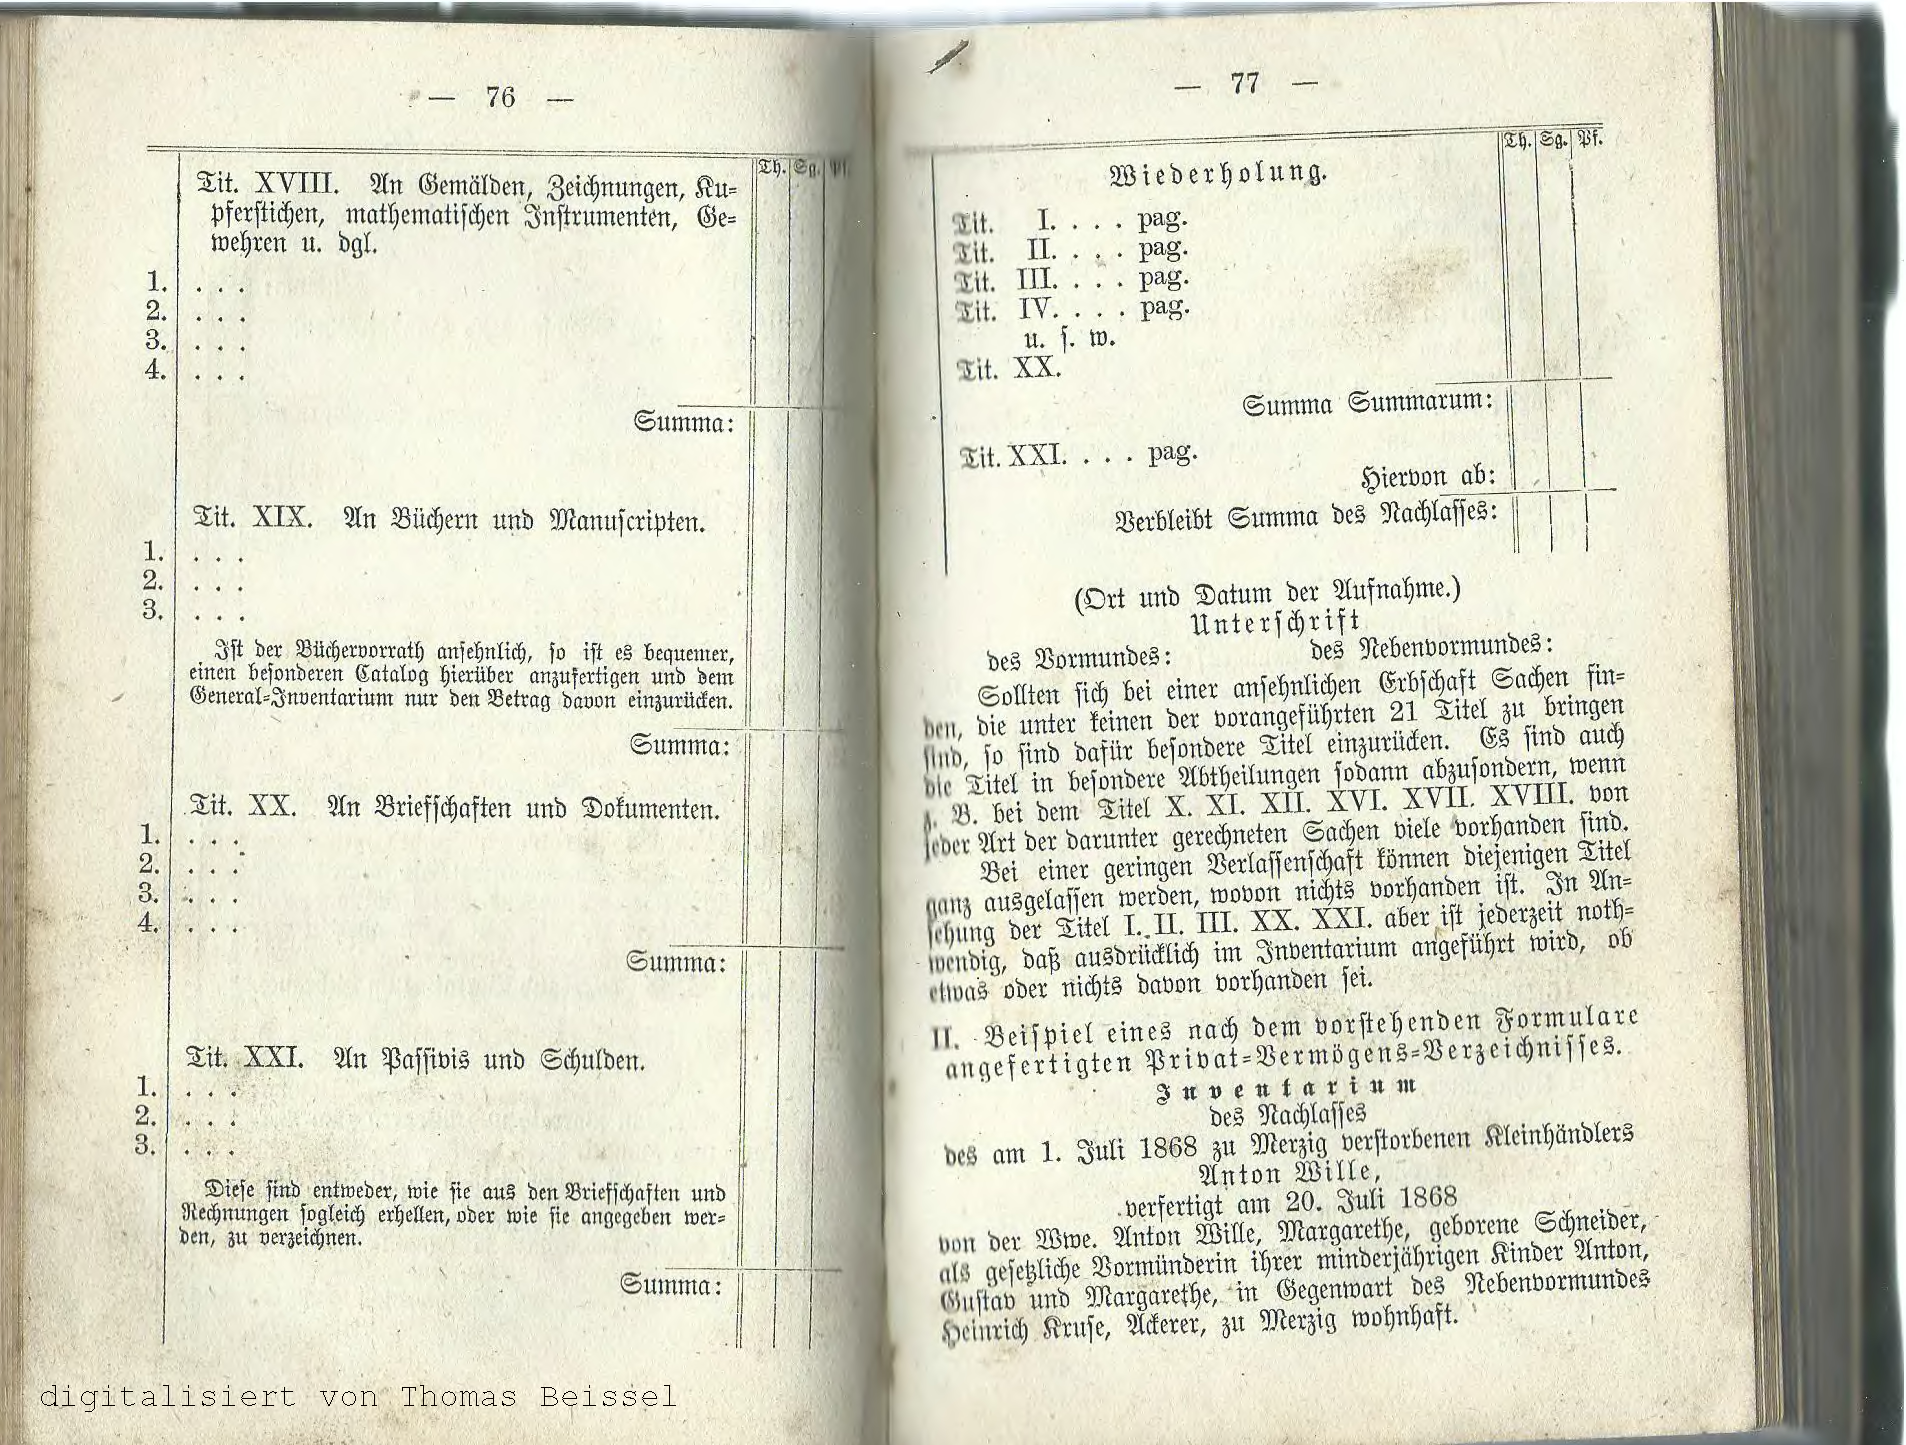 — 76 —
Th. Sg. Pf.
Tit. XVIII. An Gemälden, Zeichnungen, Ku=
pferstichen, mathematischen Instrumenten, Ge=
wehren u. dgl.
1. . . .
2. . . .
3. . . .
4. . . .
Summa:
Tit. XIX. An Büchern und Manuscripten.
1. . . .
2. . . .
3. . . .
Ist der Büchervorrath ansehnlich, so ist es bequemer,
einen besonderen Catalog hierüber anzufertigen und dem
General=Inventarium nur den Betrag davon einzurücken.
Summa:
Tit. XX. An Briefschaften und Dokumenten.
1. . . .
2. . . .
3. . . .
4. . . .
Summa:
Tit. XXI. An Passivis und Schulden.
1. . . .
2. . . .
3. . . .
Diese sind entweder, wie sie aus den Briefschaften und
Rechnungen sogleich erhellen, oder wie sie angegeben wer=
den, zu verzeichnen.
Summa:
digitalisiert von Thomas Beissel
— 77 —
Th. Sg. Pf.
Wiederholung.
Tit. I. . . . pag.
Tit. II. . . . pag.
Tit. III. . . . pag.
Tit. IV. . . . pag.
u. s. w.
Tit. XX.
Summa Summarum:
Tit. XXI. . . . pag.
Hiervon ab:
Verbleibt Summa des Nachlasses:
(Ort und Datum der Aufnahme.)
Unterschrift
des Vormundes: des Nebenvormundes:
Sollten sich bei einer ansehnlichen Erbschaft Sachen fin=
den, die unter keinen der vorangeführten 21 Titel zu bringen
sind, so sind dafür besondere Titel einzurücken. Es sind auch
die Titel in besondere Abtheilungen sodann abzusondern, wenn
z. B. bei dem Titel X. XI. XII. XVI. XVII. XVIII. von
jeder Art der darunter gerechneten Sachen viele vorhanden sind.
Bei einer geringen Verlassenschaft können diejenigen Titel
ganz ausgelassen werden, wovon nichts vorhanden ist. In An=
sehung der Titel I. II. III. XX. XXI. aber ist jederzeit noth=
wendig, daß ausdrücklich im Inventarium angeführt wird, ob
etwas oder nichts davon vorhanden sei.
II. Beispiel eines nach dem vorstehenden Formulare
angefertigten Privat=Vermögens=Verzeichnisses.
Inventarium
des Nachlasses
des am 1. Juli 1868 zu Merzig verstorbenen Kleinhändlers
Anton Wille,
verfertigt am 20. Juli 1868
von der Wwe. Anton Wille, Margarethe, geborene Schneider,
als gesetzliche Vormünderin ihrer minderjährigen Kinder Anton,
Gustav und Margarethe, in Gegenwart des Nebenvormundes
Heinrich Kruse, Ackerer, zu Merzig wohnhaft.